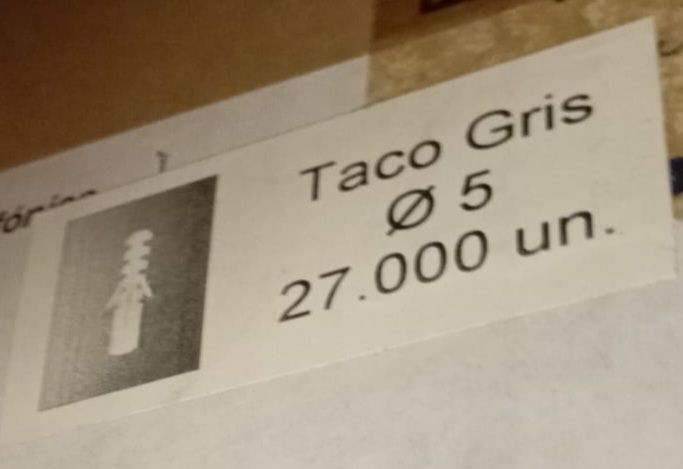 Taco Gris
Ø 5
27.000 un.